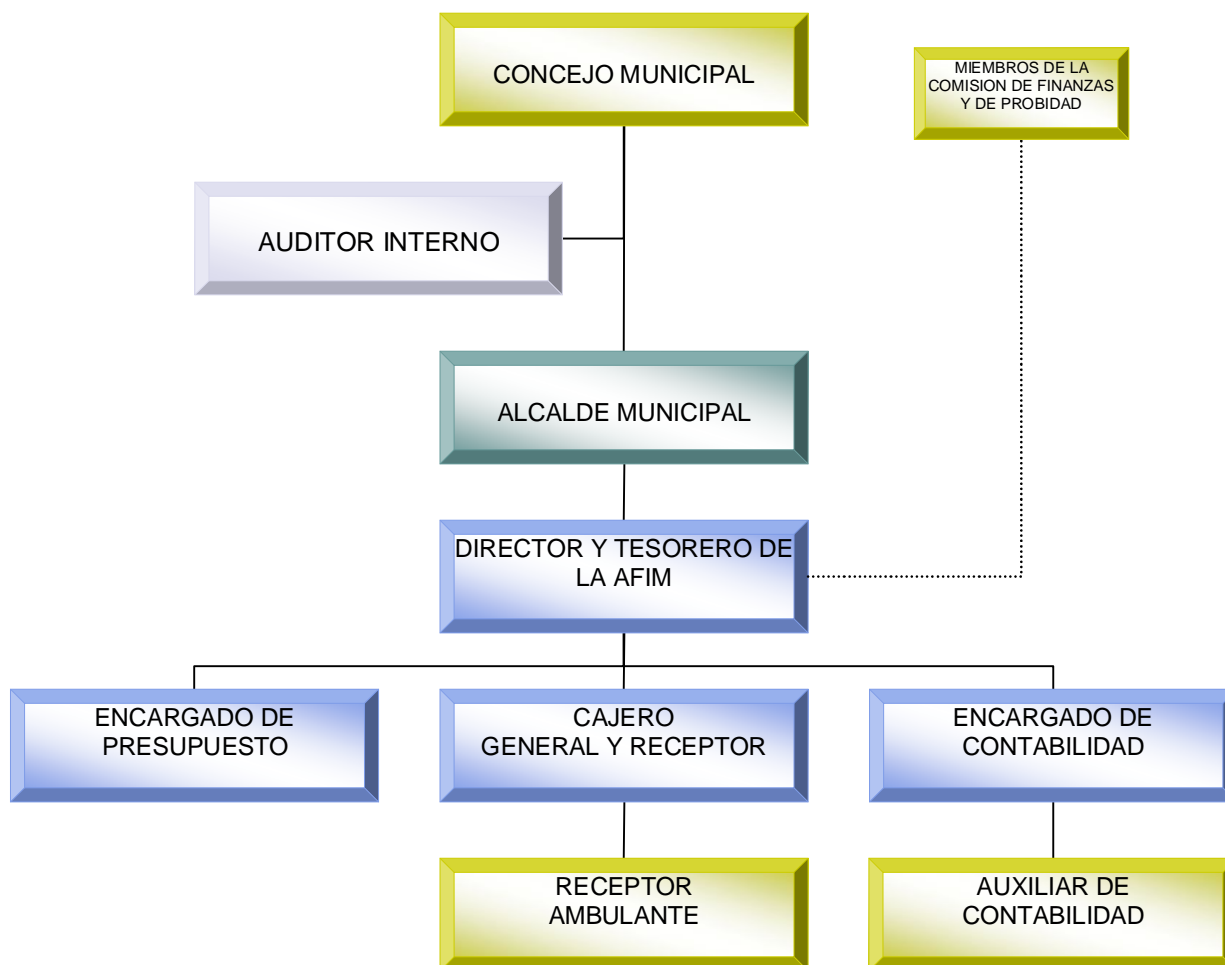 CONCEJO MUNICIPAL
MIEMBROS DE LA
COMISION DE FINANZAS
Y DE PROBIDAD
AUDITOR INTERNO
ALCALDE MUNICIPAL
DIRECTOR Y TESORERO DE
LA AFIM
ENCARGADO DE
PRESUPUESTO
CAJERO
GENERAL Y RECEPTOR
ENCARGADO DE
CONTABILIDAD
RECEPTOR
AMBULANTE
AUXILIAR DE
CONTABILIDAD